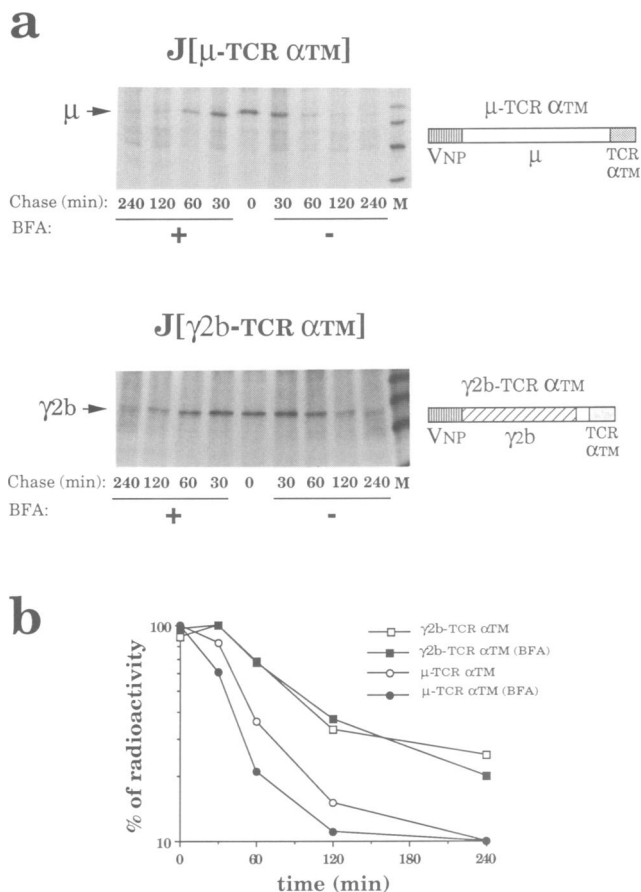 a
J[μ-TCR αTM]
μ
Chase (min): 240 120 60 30 0 30 60 120 240 M
BFA: + -
μ-TCR αTM
VNP μ TCR αTM
J[γ2b-TCR αTM]
γ2b
Chase (min): 240 120 60 30 0 30 60 120 240 M
BFA: + -
γ2b-TCR αTM
VNP γ2b TCR αTM
b
% of radioactivity
100
10
0 60 120 180 240
time (min)
γ2b-TCR αTM
γ2b-TCR αTM (BFA)
μ-TCR αTM
μ-TCR αTM (BFA)